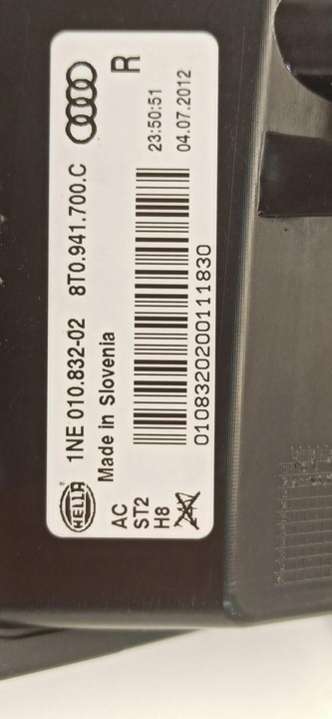 HELLA
1NE 010.832-02 8T0.941.700.C
Made in Slovenia
R
AC
ST2
H8
23:50:51
04.07.2012
0108320200111830